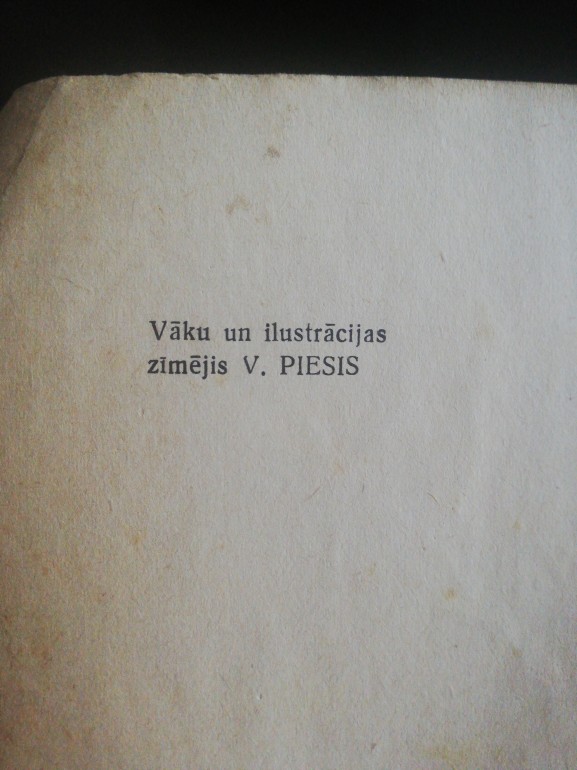 Vāku un ilustrācijas
zīmējis V. PIESIS